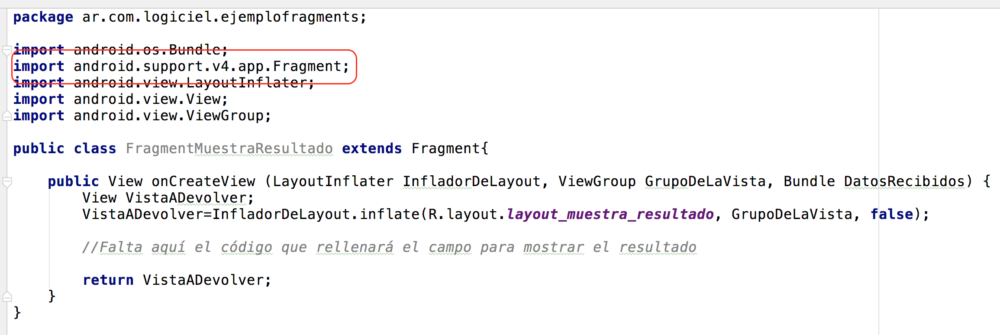 package ar.com.logiciel.ejemplofragments;
import android.os.Bundle;
import android.support.v4.app.Fragment;
import android.view.LayoutInflater;
import android.view.View;
import android.view.ViewGroup;
public class FragmentMuestraResultado extends Fragment{
public View onCreateView (LayoutInflater InfladorDeLayout, ViewGroup GrupoDeLaVista, Bundle DatosRecibidos) {
View VistaADevolver;
VistaADevolver=InfladorDeLayout.inflate(R.layout.layout_muestra_resultado, GrupoDeLaVista, false);
//Falta aquí el código que rellenará el campo para mostrar el resultado
return VistaADevolver;
}
}